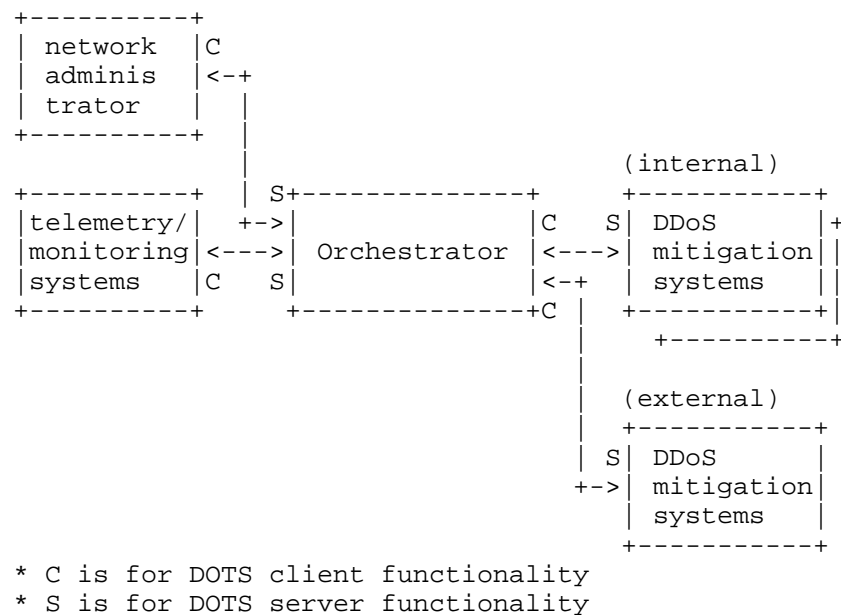 +----------+
| network  |C
| adminis  |<-+
| trator   |  |
+----------+  |
              |                       (internal)
+----------+  | S+--------------+     +-----------+
|telemetry/|  +->|              |C   S| DDoS      |+
|monitoring|<--->| Orchestrator |<--->| mitigation||
|systems   |C   S|              |<-+  | systems   ||
+----------+     +--------------+C |  +-----------+|
                                   |    +----------+
                                   |
                                   |  (external)
                                   |  +-----------+
                                   | S| DDoS      |
                                   +->| mitigation|
                                      | systems   |
                                      +-----------+
* C is for DOTS client functionality
* S is for DOTS server functionality